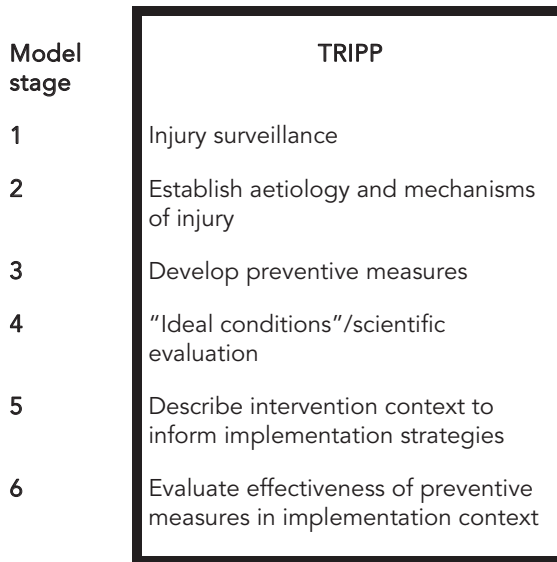 Model stage TRIPP
1 Injury surveillance
2 Establish aetiology and mechanisms
of injury
3 Develop preventive measures
4 “Ideal conditions”/scientific
evaluation
5 Describe intervention context to
inform implementation strategies
6 Evaluate effectiveness of preventive
measures in implementation context